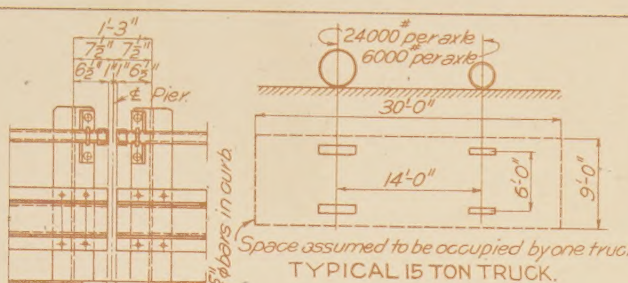 1'-3"
7½" 7½"
6½" 1" 1" 6½"
℄ Pier.
bars in curb.
24000# per axle
6000# per axle
30'-0"
14'-0"
6'-0"
9'-0"
Space assumed to be occupied by one truck
TYPICAL 15 TON TRUCK.